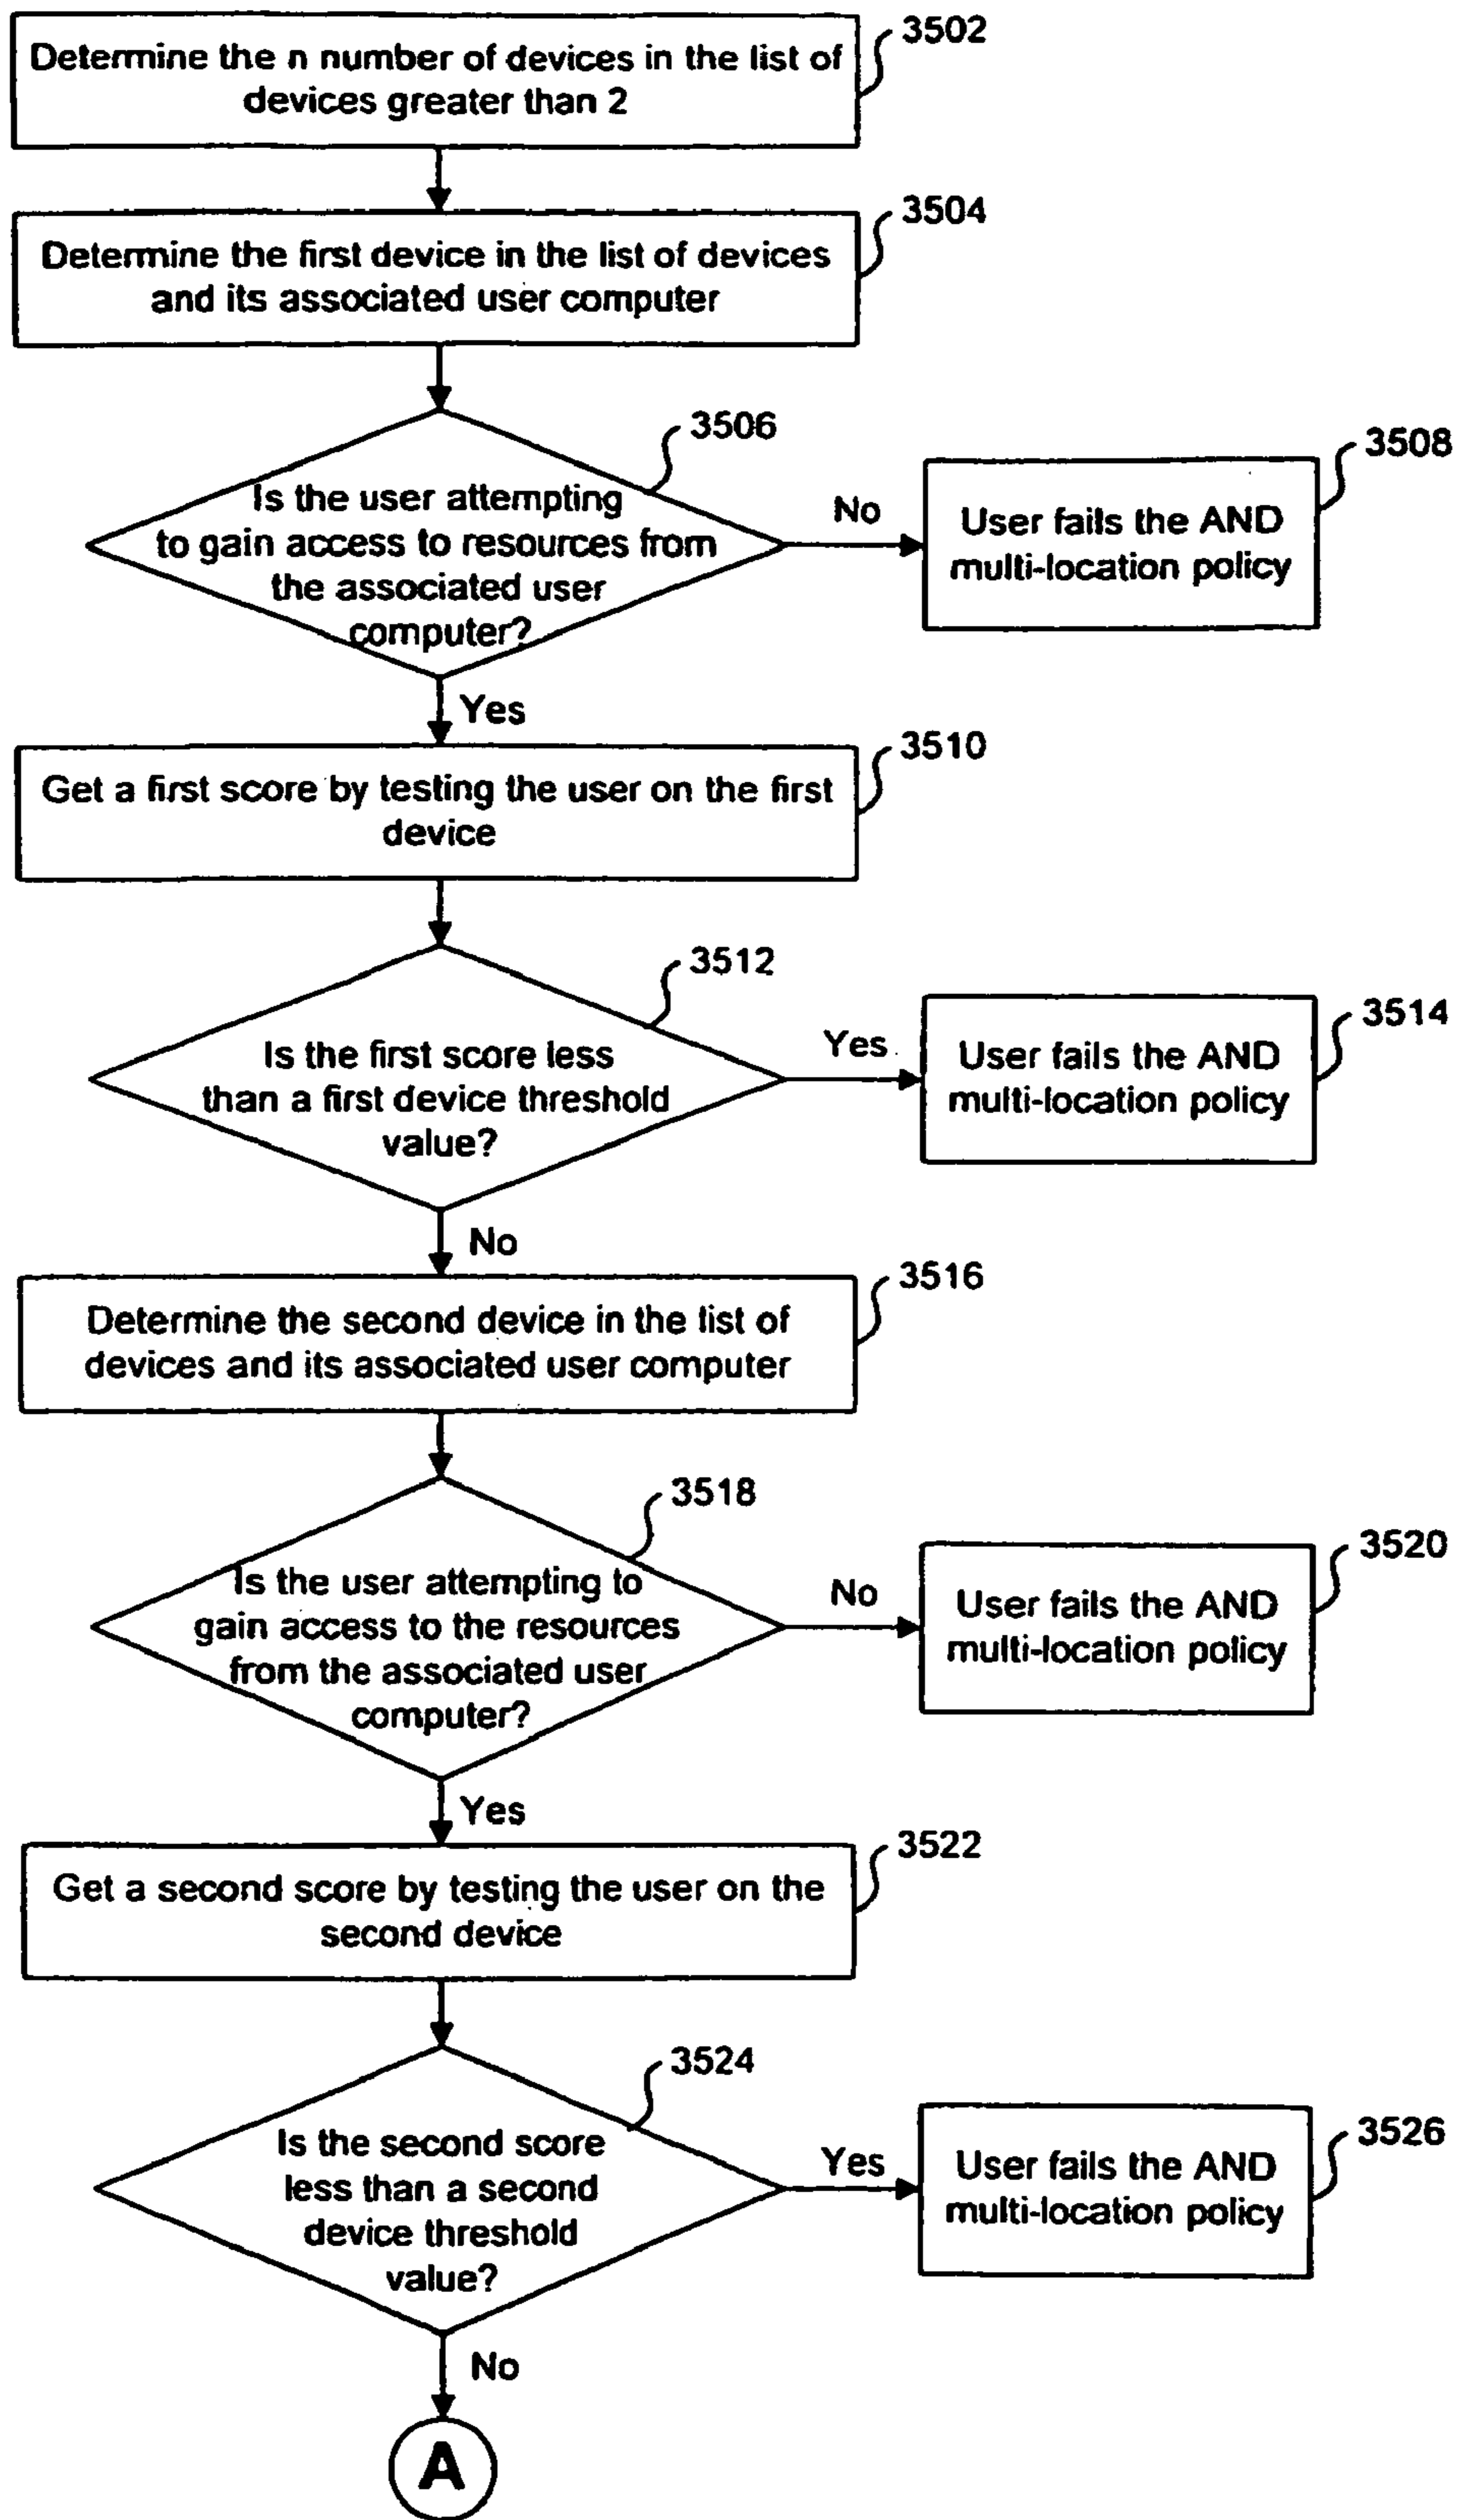 3502
Determine the n number of devices in the list of
devices greater than 2
3504
Determine the first device in the list of devices
and its associated user computer
3506
Is the user attempting
to gain access to resources from
the associated user
computer?
No
3508
User fails the AND
multi-location policy
Yes
3510
Get a first score by testing the user on the first
device
3512
Is the first score less
than a first device threshold
value?
Yes
3514
User fails the AND
multi-location policy
No
3516
Determine the second device in the list of
devices and its associated user computer
3518
Is the user attempting to
gain access to the resources
from the associated user
computer?
No
3520
User fails the AND
multi-location policy
Yes
3522
Get a second score by testing the user on the
second device
3524
Is the second score
less than a second
device threshold
value?
Yes
3526
User fails the AND
multi-location policy
No
A